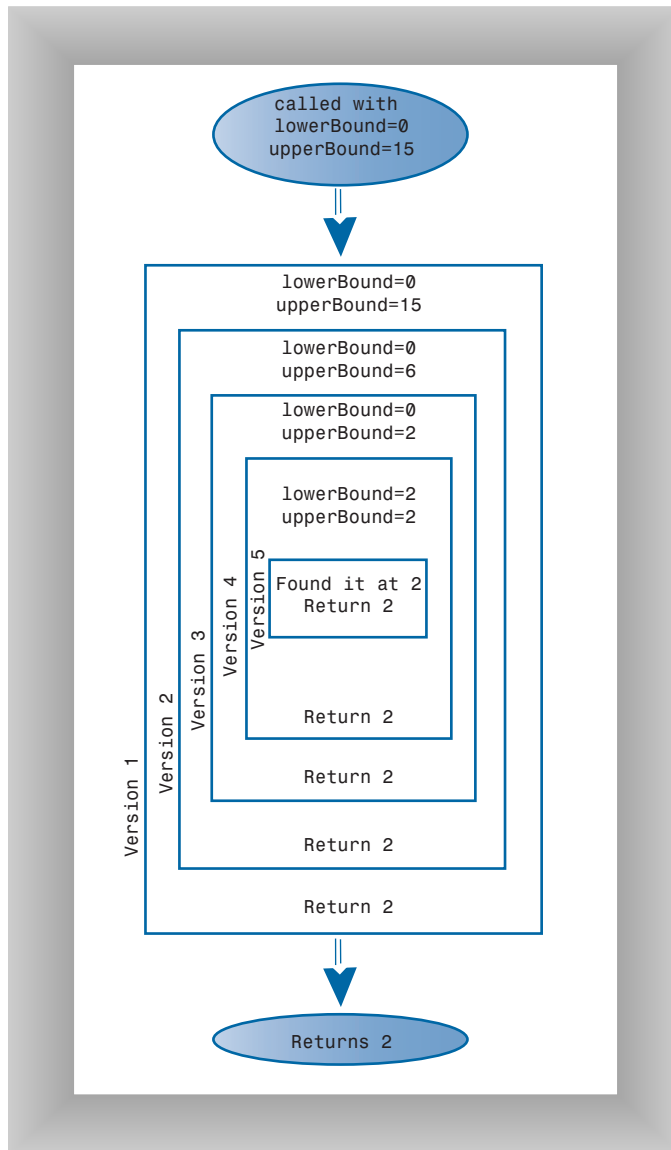 called with
lowerBound=0
upperBound=15
lowerBound=0
upperBound=15
lowerBound=0
upperBound=6
lowerBound=0
upperBound=2
lowerBound=2
upperBound=2
Version 5
Found it at 2
Return 2
Version 4
Version 3
Version 2
Version 1
Return 2
Return 2
Return 2
Return 2
Returns 2